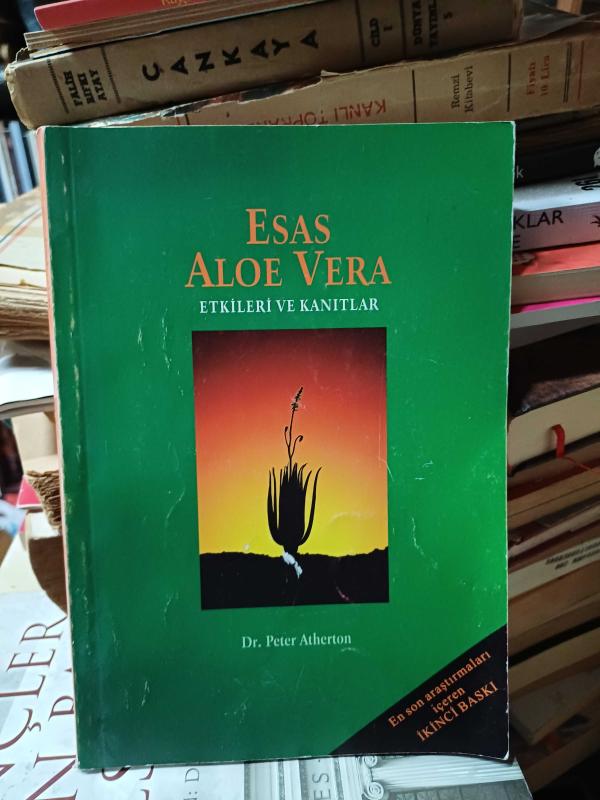 FALİH
RIFKI
ATAY
ÇANKAYA
CİLD
I
DÜNYA
YAYINLARI
5
KANLI TOPRAK
Remzi
Kitabevi
Fiyatı
10 Lira
ESAS
ALOE VERA
ETKİLERİ VE KANITLAR
Dr. Peter Atherton
En son araştırmaları
içeren
İKİNCİ BASKI